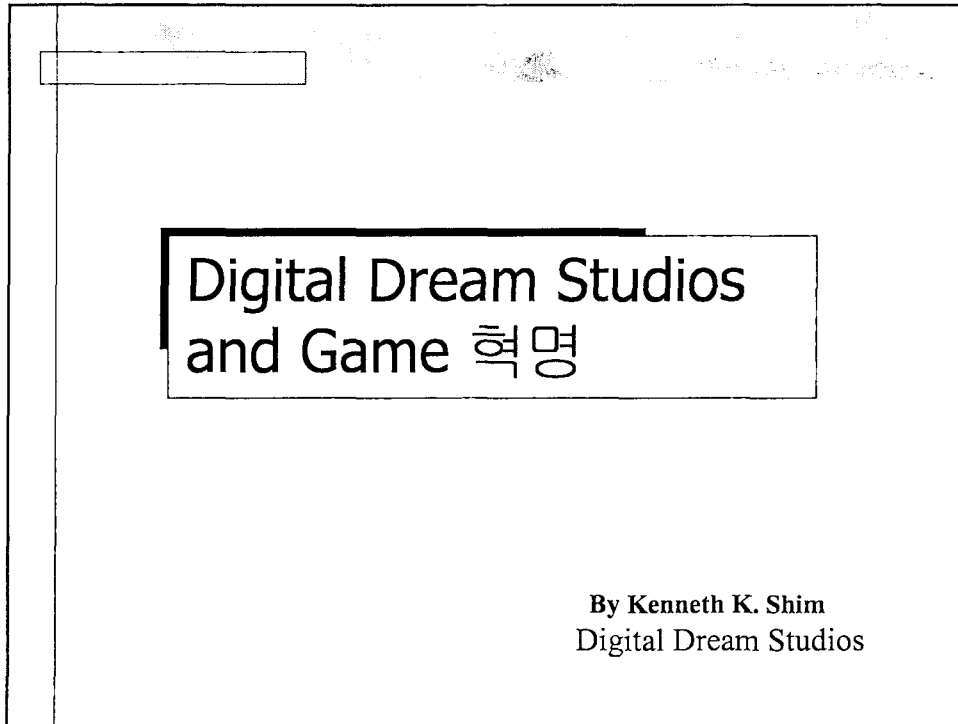 Digital Dream Studios
and Game 혁명
By Kenneth K. Shim
Digital Dream Studios